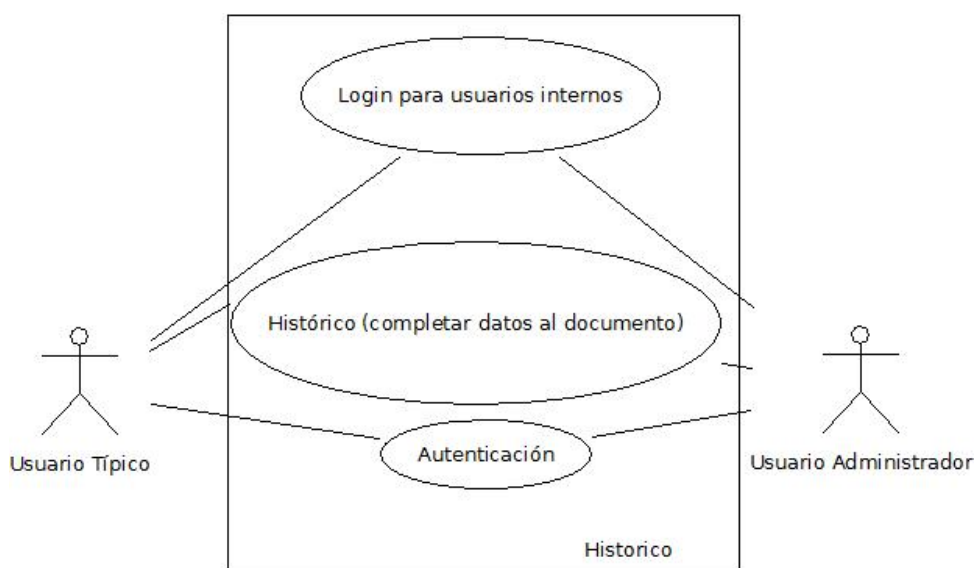 Login para usuarios internos
Histórico (completar datos al documento)
Autenticación
Usuario Típico
Usuario Administrador
Historico